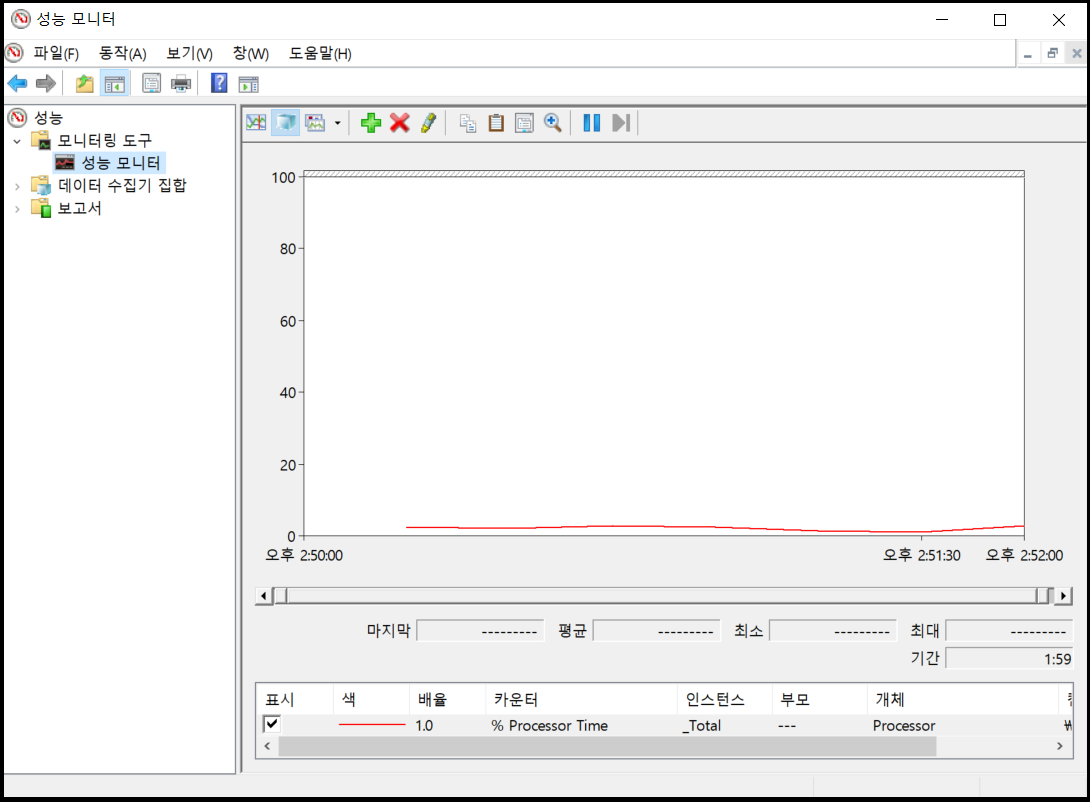 성능 모니터
파일(F) 동작(A) 보기(V) 창(W) 도움말(H)
성능
모니터링 도구
성능 모니터
데이터 수집기 집합
보고서
100
80
60
40
20
0
오후 2:50:00 오후 2:51:30 오후 2:52:00
마지막 --------- 평균 --------- 최소 --------- 최대 ---------
기간 1:59
표시 색 배율 카운터 인스턴스 부모 개체
1.0 % Processor Time _Total --- Processor